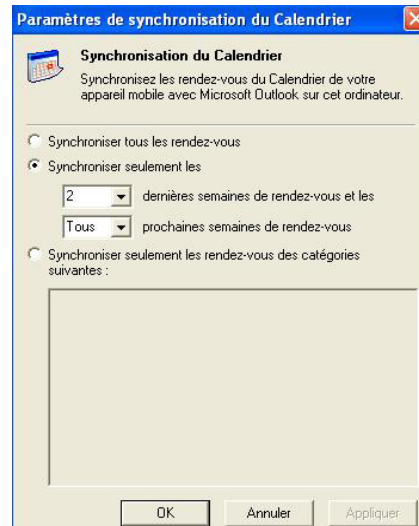 Paramètres de synchronisation du Calendrier
Synchronisation du Calendrier
Synchronisez les rendez-vous du Calendrier de votre
appareil mobile avec Microsoft Outlook sur cet ordinateur.
Synchroniser tous les rendez-vous
Synchroniser seulement les
2 dernières semaines de rendez-vous et les
Tous prochaines semaines de rendez-vous
Synchroniser seulement les rendez-vous des catégories
suivantes :
OK Annuler Appliquer